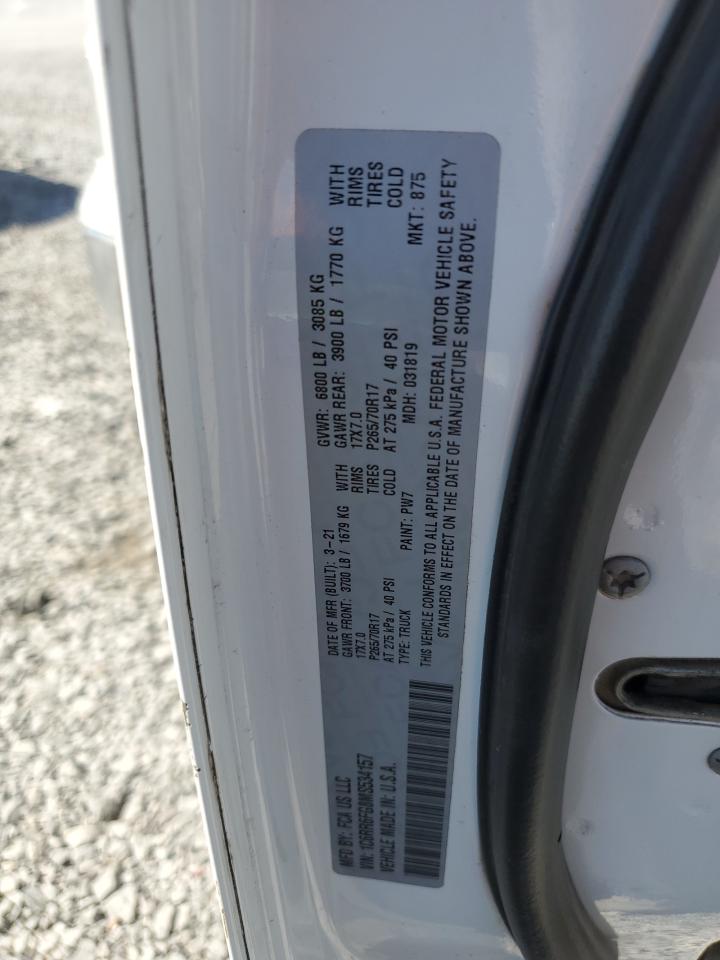 MFD BY: FCA US LLC DATE OF MFR (BUILT): 3-21 GVWR: 6800 LB / 3085 KG
VIN: 1C6RR6FG8MS534157 GAWR FRONT: 3700 LB / 1679 KG WITH GAWR REAR: 3900 LB / 1770 KG WITH
VEHICLE MADE IN: U.S.A. 17X7.0 RIMS 17X7.0 RIMS
P265/70R17 TIRES P265/70R17 TIRES
AT 275 kPa / 40 PSI COLD AT 275 kPa / 40 PSI COLD
TYPE: TRUCK PAINT: PW7 MDH: 031819 MKT: 875
THIS VEHICLE CONFORMS TO ALL APPLICABLE U.S.A. FEDERAL MOTOR VEHICLE SAFETY
STANDARDS IN EFFECT ON THE DATE OF MANUFACTURE SHOWN ABOVE.